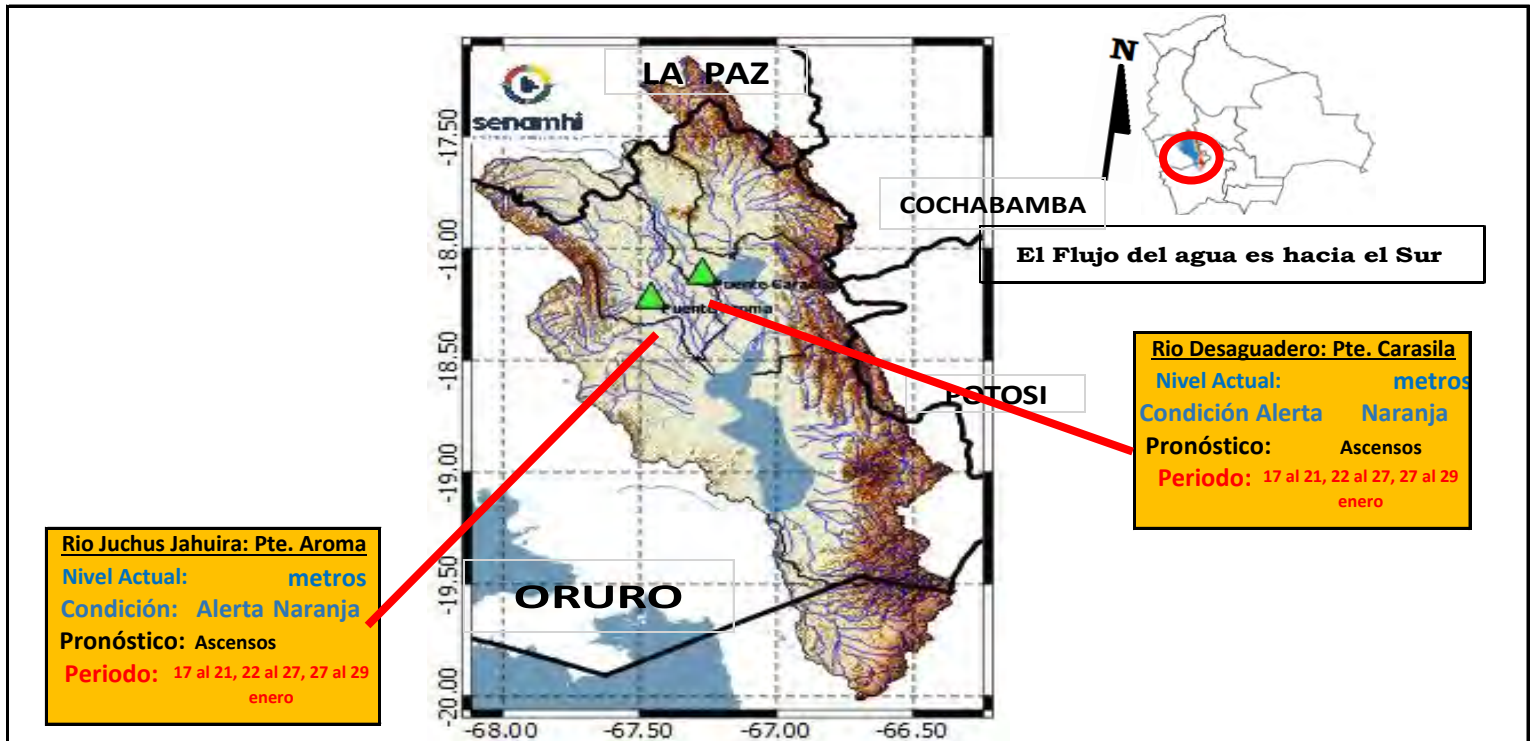 LA PAZ
senamhi
N
COCHABAMBA
El Flujo del agua es hacia el Sur
POTOSI
ORURO
Puente
Puente
-17.50
-18.00
-18.50
-19.00
-19.50
-20.00
-68.00 -67.50 -67.00 -66.50
Rio Desaguadero: Pte. Carasila
Nivel Actual: metros
Condición Alerta Naranja
Pronóstico: Ascensos
Periodo: 17 al 21, 22 al 27, 27 al 29
enero
Rio Juchus Jahuira: Pte. Aroma
Nivel Actual: metros
Condición: Alerta Naranja
Pronóstico: Ascensos
Periodo: 17 al 21, 22 al 27, 27 al 29
enero